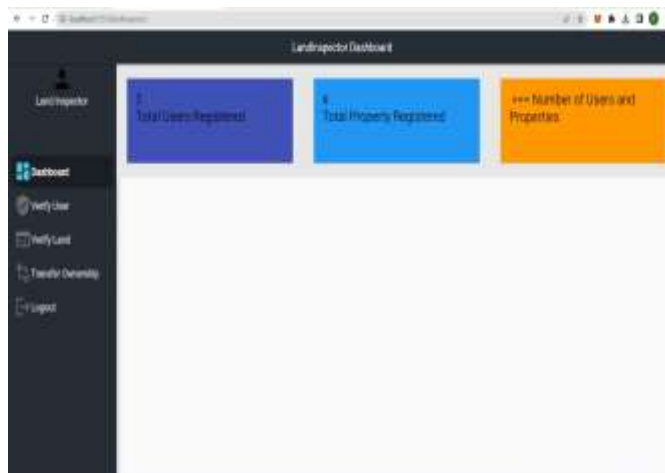 LandInspector Dashboard
Land Inspector
Total Users Registered
Total Property Registered
<<< Number of Users and
Properties
Dashboard
Verify User
Verify Land
Transfer Ownership
Logout